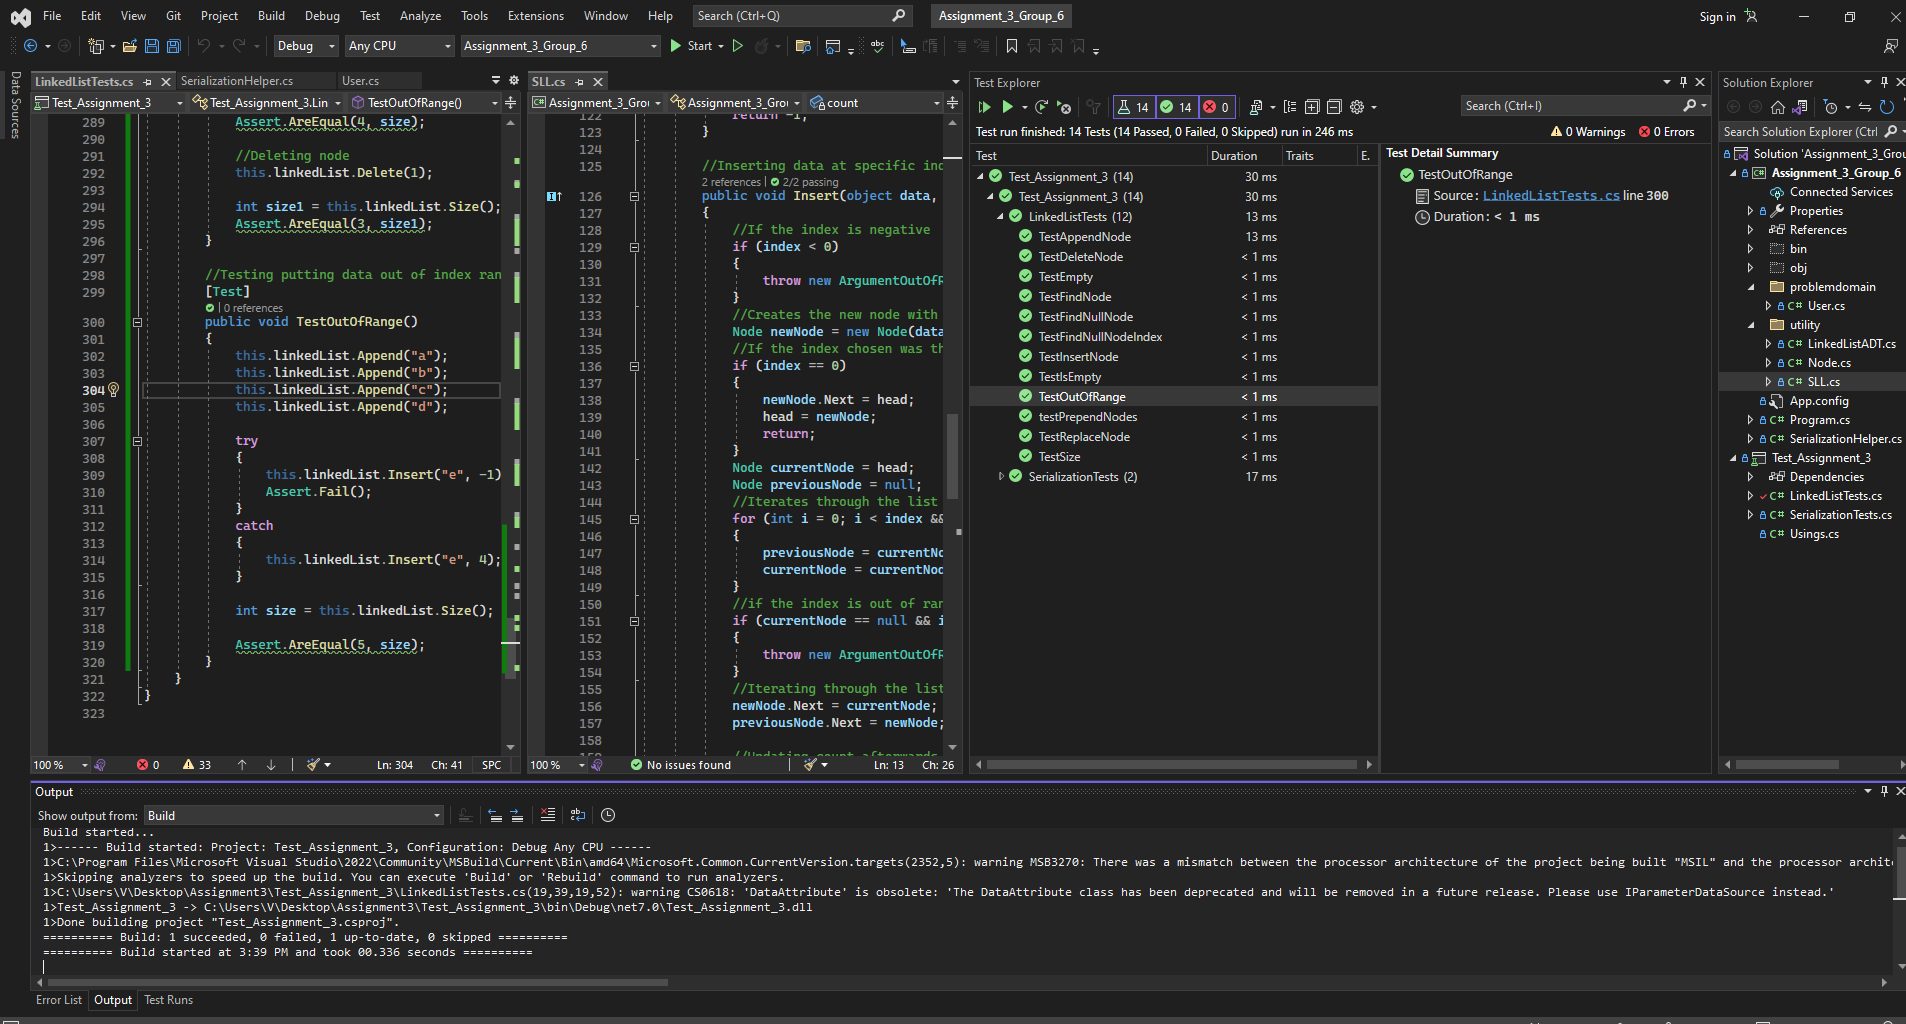 File Edit View Git Project Build Debug Test Analyze Tools Extensions Window Help Search (Ctrl+Q) Assignment_3_Group_6 Sign in
Debug Any CPU Assignment_3_Group_6 Start
Data Sources
LinkedListTests.cs SerializationHelper.cs User.cs
Test_Assignment_3 Test_Assignment_3.Lin TestOutOfRange()
289 Assert.AreEqual(4, size);
290
291 //Deleting node
292 this.linkedList.Delete(1);
293
294 int size1 = this.linkedList.Size();
295 Assert.AreEqual(3, size1);
296 }
297
298 //Testing putting data out of index ran
299 [Test]
0 references
300 public void TestOutOfRange()
301 {
302 this.linkedList.Append("a");
303 this.linkedList.Append("b");
304 this.linkedList.Append("c");
305 this.linkedList.Append("d");
306
307 try
308 {
309 this.linkedList.Insert("e", -1)
310 Assert.Fail();
311 }
312 catch
313 {
314 this.linkedList.Insert("e", 4);
315 }
316
317 int size = this.linkedList.Size();
318
319 Assert.AreEqual(5, size);
320 }
321 }
322 }
323
100 % 0 33 Ln: 304 Ch: 41 SPC
SLL.cs
Assignment_3_Gro Assignment_3_Gro count
122 return -1;
123 }
124
125 //Inserting data at specific ind
2 references | 2/2 passing
126 public void Insert(object data,
127 {
128 //If the index is negative
129 if (index < 0)
130 {
131 throw new ArgumentOutOfR
132 }
133 //Creates the new node with
134 Node newNode = new Node(data
135 //If the index chosen was th
136 if (index == 0)
137 {
138 newNode.Next = head;
139 head = newNode;
140 return;
141 }
142 Node currentNode = head;
143 Node previousNode = null;
144 //Iterates through the list
145 for (int i = 0; i < index &&
146 {
147 previousNode = currentNo
148 currentNode = currentNod
149 }
150 //if the index is out of ran
151 if (currentNode == null && i
152 {
153 throw new ArgumentOutOfR
154 }
155 //Iterating through the list
156 newNode.Next = currentNode;
157 previousNode.Next = newNode;
158
//Updating count afterwards
100 % No issues found Ln: 13 Ch: 26
Test Explorer
14 14 0 Search (Ctrl+I)
Test run finished: 14 Tests (14 Passed, 0 Failed, 0 Skipped) run in 246 ms 0 Warnings 0 Errors
Test Duration Traits E.
Test_Assignment_3 (14) 30 ms
Test_Assignment_3 (14) 30 ms
LinkedListTests (12) 13 ms
TestAppendNode 13 ms
TestDeleteNode < 1 ms
TestEmpty < 1 ms
TestFindNode < 1 ms
TestFindNullNode < 1 ms
TestFindNullNodeIndex < 1 ms
TestInsertNode < 1 ms
TestIsEmpty < 1 ms
TestOutOfRange < 1 ms
testPrependNodes < 1 ms
TestReplaceNode < 1 ms
TestSize < 1 ms
SerializationTests (2) 17 ms
Test Detail Summary
TestOutOfRange
Source: LinkedListTests.cs line 300
Duration: < 1 ms
Solution Explorer
Search Solution Explorer (Ctrl
Solution 'Assignment_3_Grou
Assignment_3_Group_6
Connected Services
Properties
References
bin
obj
problemdomain
C# User.cs
utility
C# LinkedListADT.cs
C# Node.cs
C# SLL.cs
App.config
C# Program.cs
C# SerializationHelper.cs
Test_Assignment_3
Dependencies
C# LinkedListTests.cs
C# SerializationTests.cs
C# Usings.cs
Output
Show output from: Build
Build started...
1>------ Build started: Project: Test_Assignment_3, Configuration: Debug Any CPU ------
1>C:\Program Files\Microsoft Visual Studio\2022\Community\MSBuild\Current\Bin\amd64\Microsoft.Common.CurrentVersion.targets(2352,5): warning MSB3270: There was a mismatch between the processor architecture of the project being built "MSIL" and the processor archite
1>Skipping analyzers to speed up the build. You can execute 'Build' or 'Rebuild' command to run analyzers.
1>C:\Users\V\Desktop\Assignment3\Test_Assignment_3\LinkedListTests.cs(19,39,19,52): warning CS0618: 'DataAttribute' is obsolete: 'The DataAttribute class has been deprecated and will be removed in a future release. Please use IParameterDataSource instead.'
1>Test_Assignment_3 -> C:\Users\V\Desktop\Assignment3\Test_Assignment_3\bin\Debug\net7.0\Test_Assignment_3.dll
1>Done building project "Test_Assignment_3.csproj".
========== Build: 1 succeeded, 0 failed, 1 up-to-date, 0 skipped ==========
========== Build started at 3:39 PM and took 00.336 seconds ==========
Error List Output Test Runs